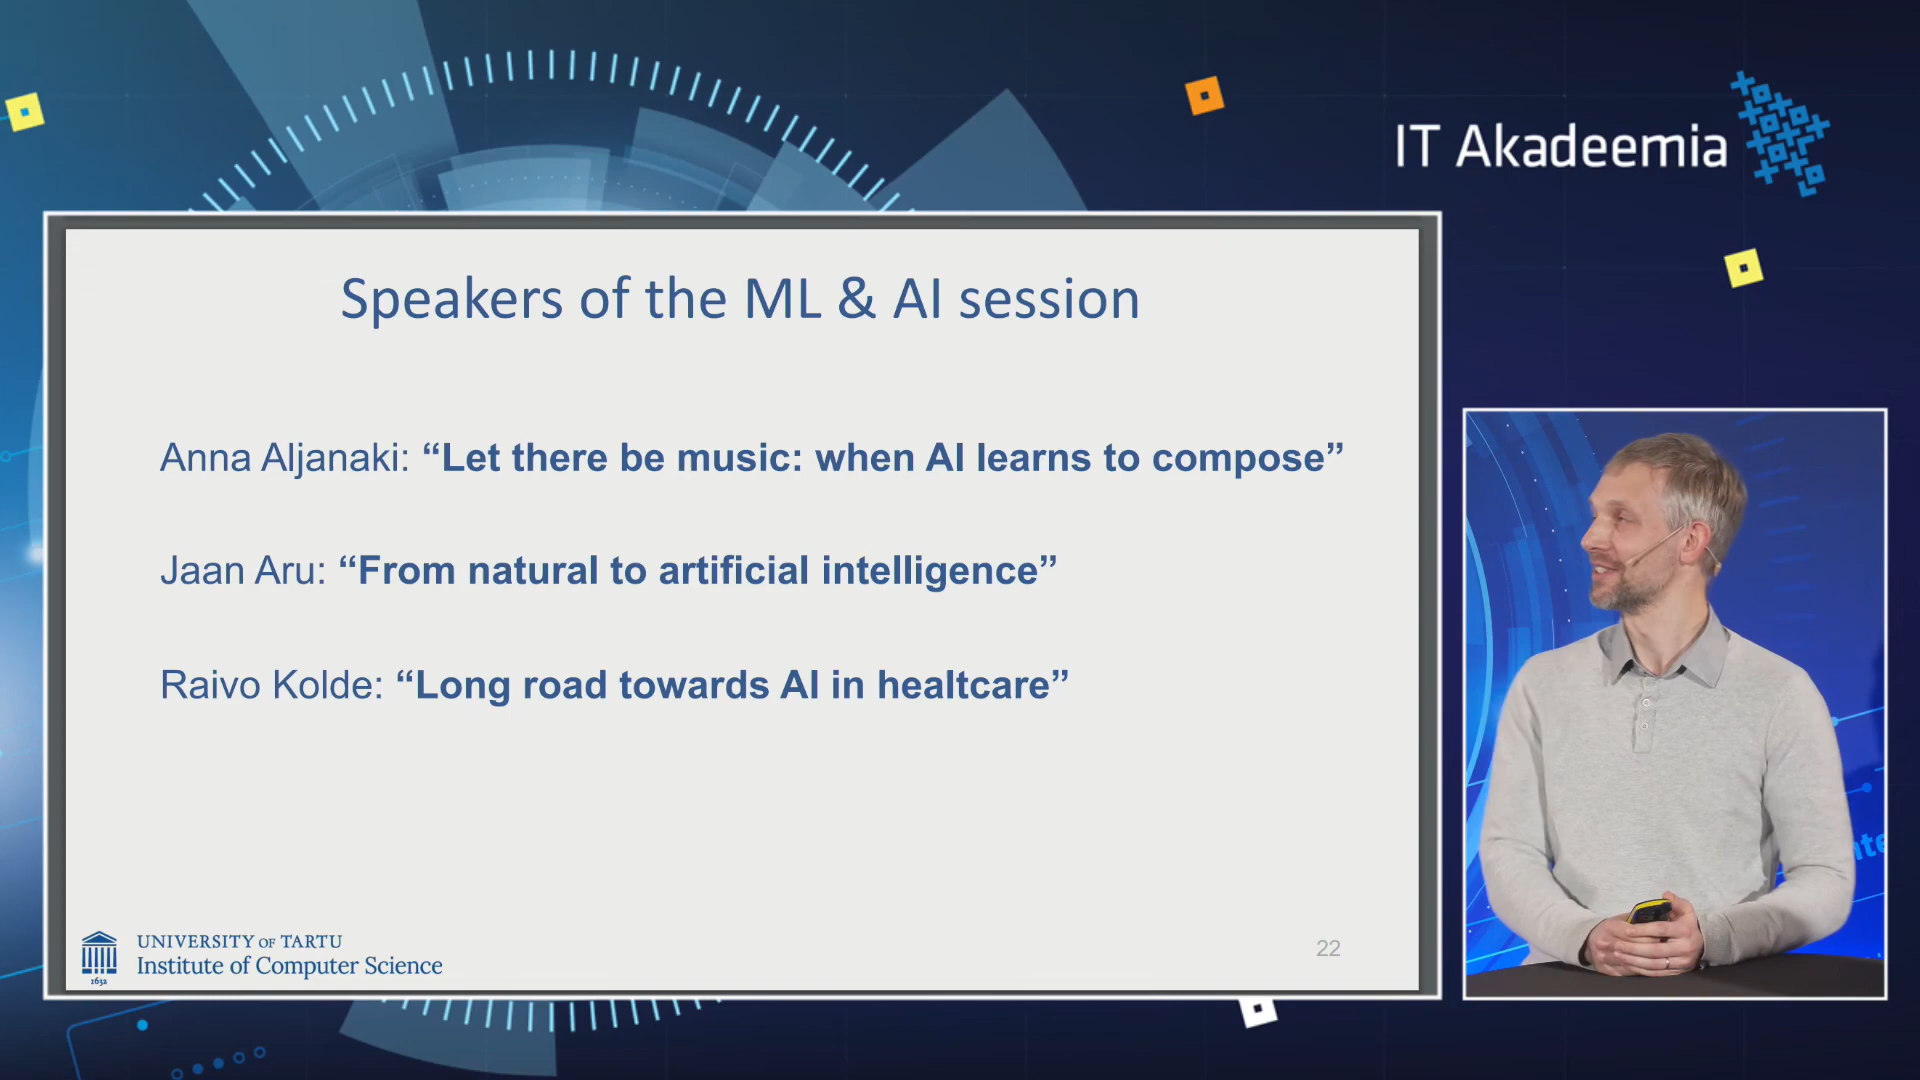 IT Akadeemia
Speakers of the ML & AI session
Anna Aljanaki: “Let there be music: when AI learns to compose”
Jaan Aru: “From natural to artificial intelligence”
Raivo Kolde: “Long road towards AI in healtcare”
UNIVERSITY OF TARTU
Institute of Computer Science
1632
22